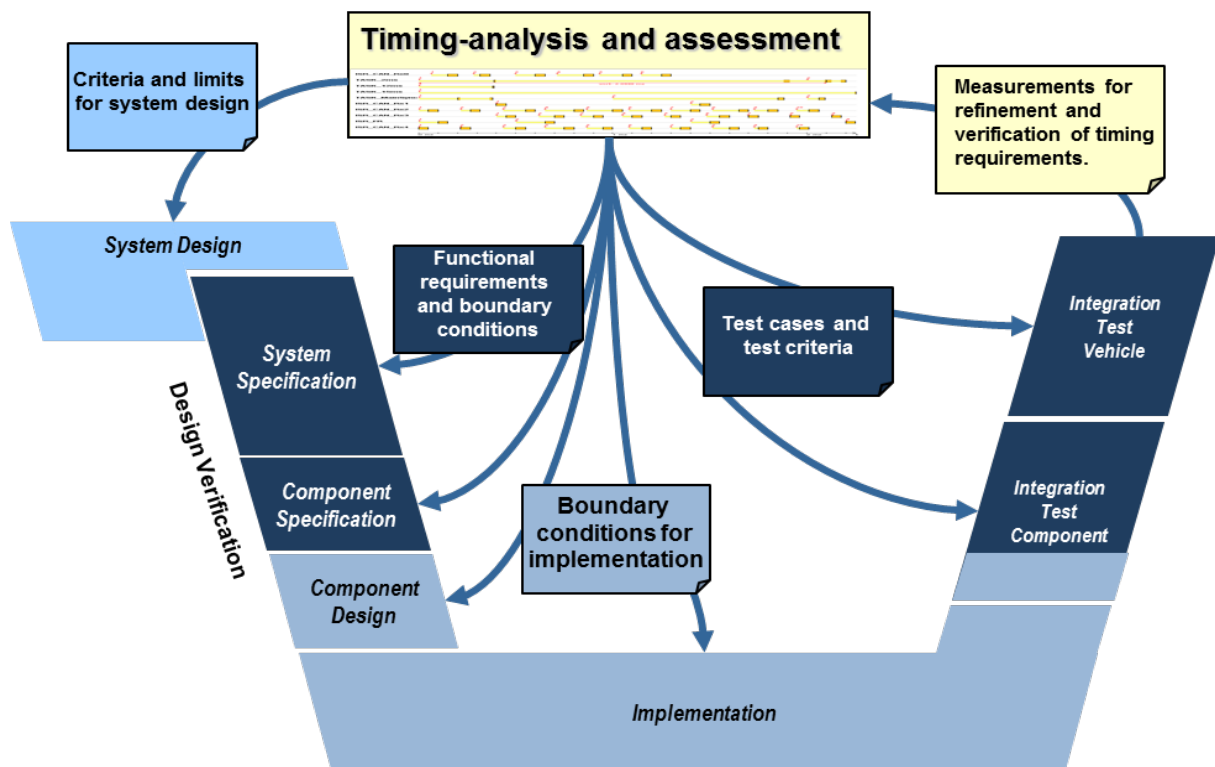 Timing-analysis and assessment
Criteria and limits
for system design
Measurements for
refinement and
verification of timing
requirements.
System Design
Functional
requirements
and boundary
conditions
Test cases and
test criteria
Integration
Test
Vehicle
System
Specification
Design Verification
Component
Specification
Boundary
conditions for
implementation
Integration
Test
Component
Component
Design
Implementation